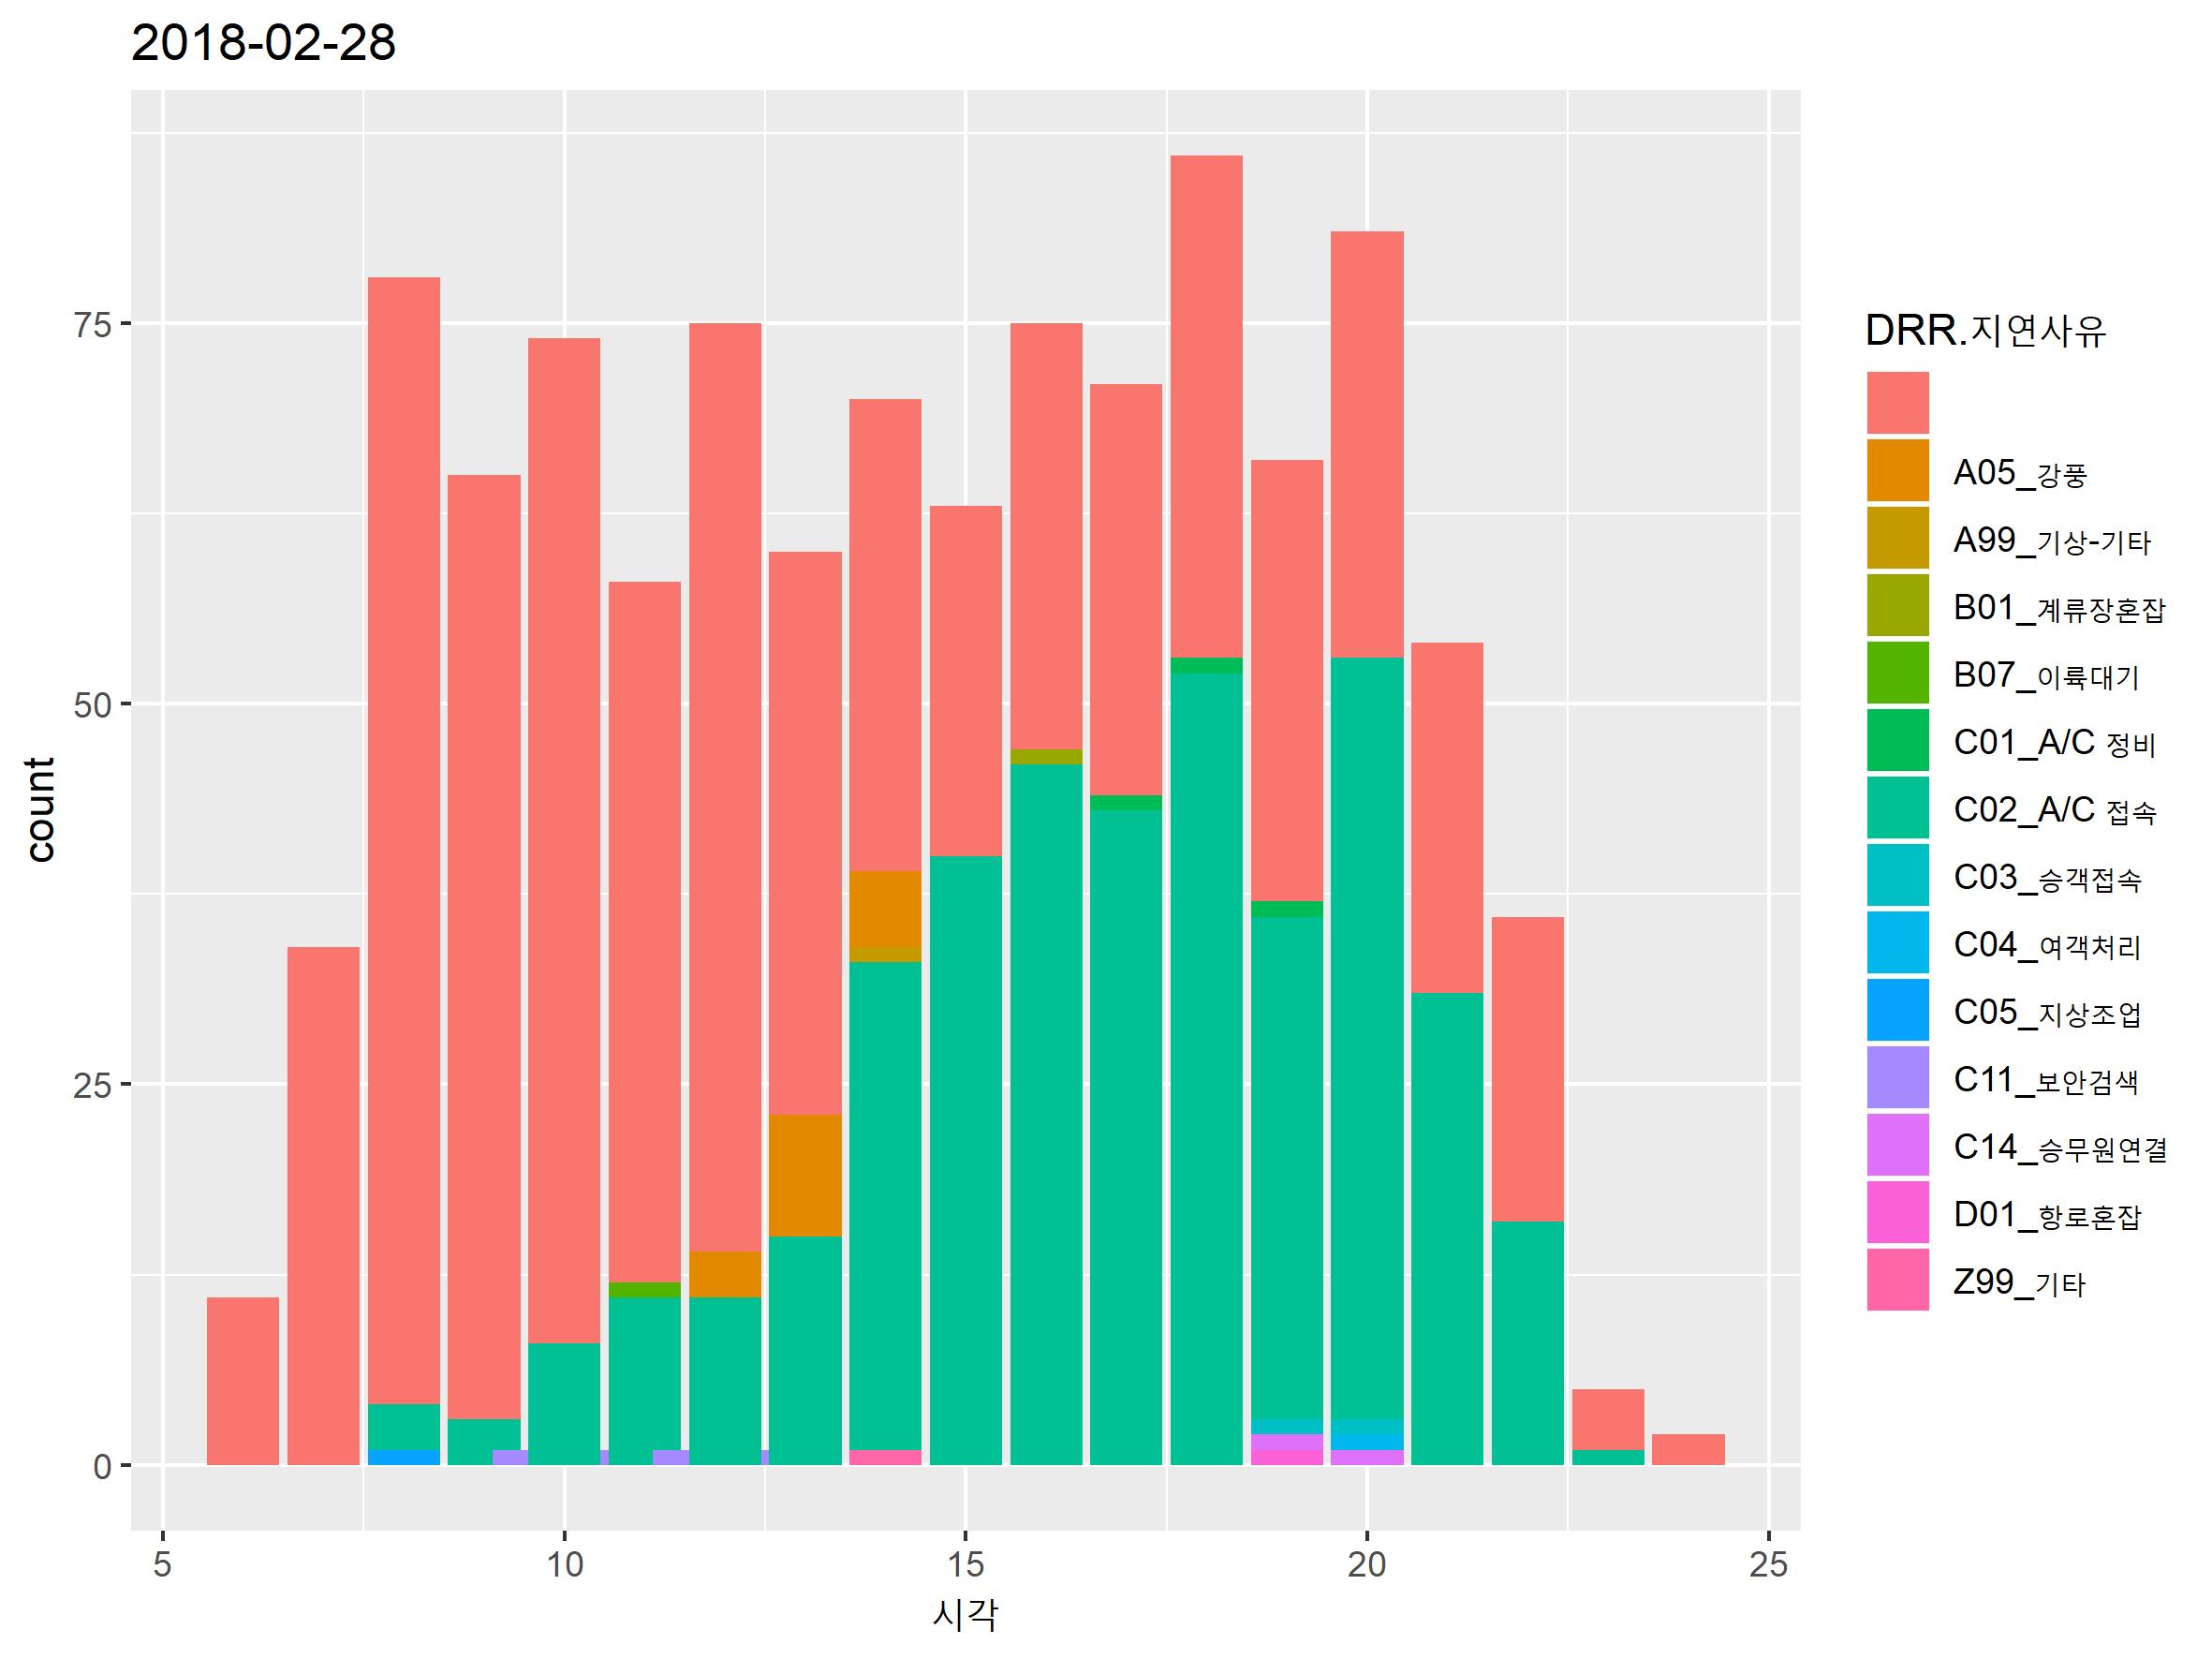 2018-02-28
75
50
25
0
count
5 10 15 20 25
시각
DRR.지연사유
A05_강풍
A99_기상-기타
B01_계류장혼잡
B07_이륙대기
C01_A/C 정비
C02_A/C 접속
C03_승객접속
C04_여객처리
C05_지상조업
C11_보안검색
C14_승무원연결
D01_항로혼잡
Z99_기타